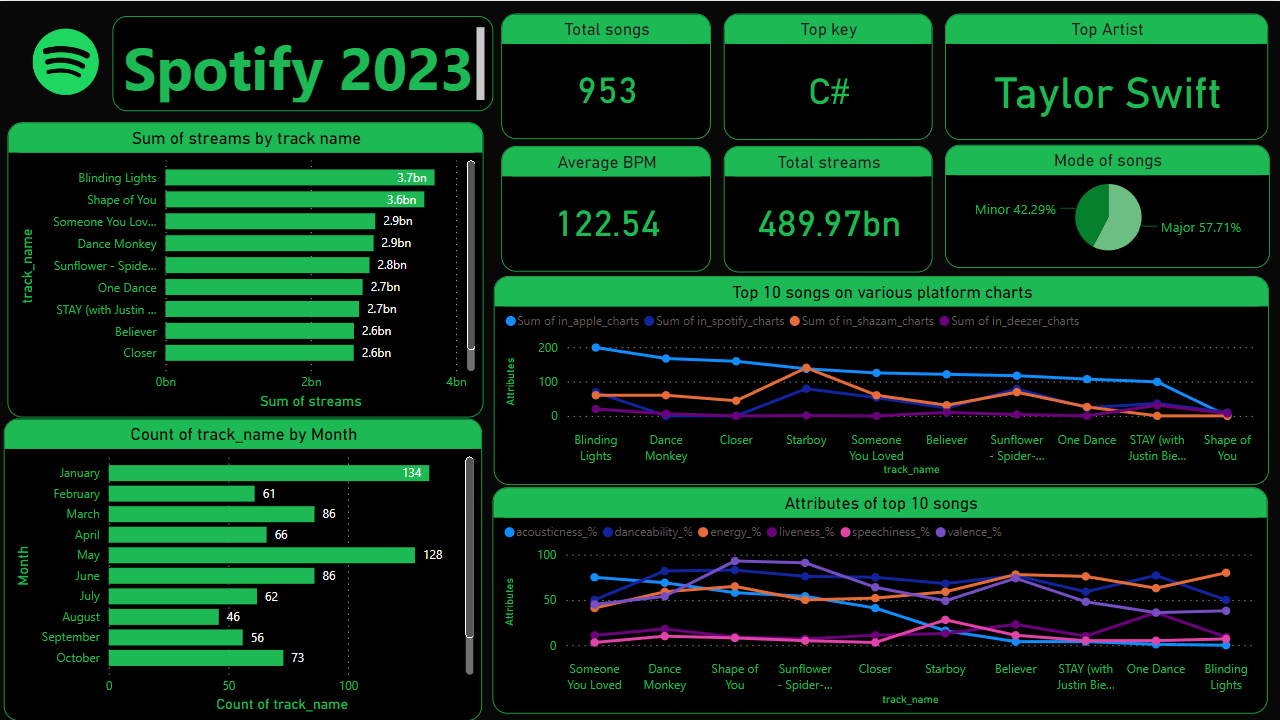 Spotify 2023
Total songs
953
Top key
C#
Top Artist
Taylor Swift
Average BPM
122.54
Total streams
489.97bn
Mode of songs
Minor 42.29%
Major 57.71%
Sum of streams by track name
track_name
Blinding Lights
3.7bn
Shape of You
3.6bn
Someone You Lov...
2.9bn
Dance Monkey
2.9bn
Sunflower - Spide...
2.8bn
One Dance
2.7bn
STAY (with Justin ...
2.7bn
Believer
2.6bn
Closer
2.6bn
0bn
2bn
4bn
Sum of streams
Count of track_name by Month
Month
January
134
February
61
March
86
April
66
May
128
June
86
July
62
August
46
September
56
October
73
0
50
100
Count of track_name
Top 10 songs on various platform charts
Sum of in_apple_charts
Sum of in_spotify_charts
Sum of in_shazam_charts
Sum of in_deezer_charts
Attributes
200
100
0
Blinding
Lights
Dance
Monkey
Closer
Starboy
Someone
You Loved
Believer
Sunflower
- Spider-...
One Dance
STAY (with
Justin Bie...
Shape of
You
track_name
Attributes of top 10 songs
acousticness_%
danceability_%
energy_%
liveness_%
speechiness_%
valence_%
Attributes
100
50
0
Someone
You Loved
Dance
Monkey
Shape of
You
Sunflower
- Spider-...
Closer
Starboy
Believer
STAY (with
Justin Bie...
One Dance
Blinding
Lights
track_name